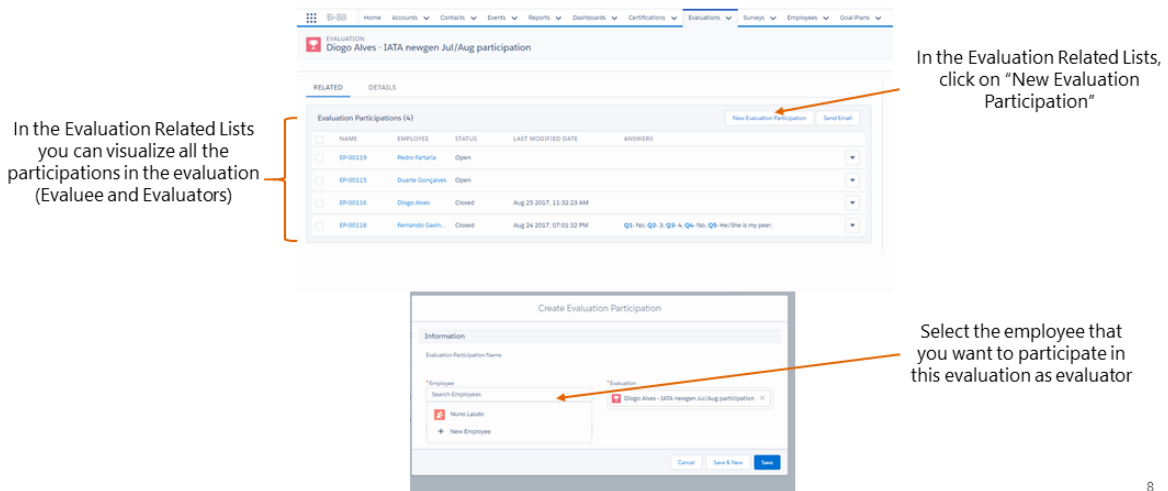 Bi-BB Home Accounts Contacts Events Reports Dashboards Certifications Evaluations Surveys Employees Goal Plans
EVALUATION
Diogo Alves - IATA newgen Jul/Aug participation
In the Evaluation Related Lists,
click on “New Evaluation
Participation”
RELATED DETAILS
Evaluation Participations (4) New Evaluation Participation Send Email
In the Evaluation Related Lists
you can visualize all the
participations in the evaluation
(Evaluee and Evaluators)
NAME EMPLOYEE STATUS LAST MODIFIED DATE ANSWERS
EP-00119 Pedro Partaria Open
EP-00115 Duarte Gonçalves Open
EP-00116 Diogo Alves Closed Aug 25 2017, 11:32:23 AM
EP-00118 Fernando Gavin... Closed Aug 24 2017, 07:01:32 PM Q1- No; Q2- 3; Q3- 4; Q4- No; Q5- He/She is my peer;
Create Evaluation Participation
Information
Evaluation Participation Name
*Employee *Evaluation
Search Employees Diogo Alves - IATA newgen Jul/Aug participation ×
Nuno Laúdo
+ New Employee
Cancel Save & New Save
Select the employee that
you want to participate in
this evaluation as evaluator
8